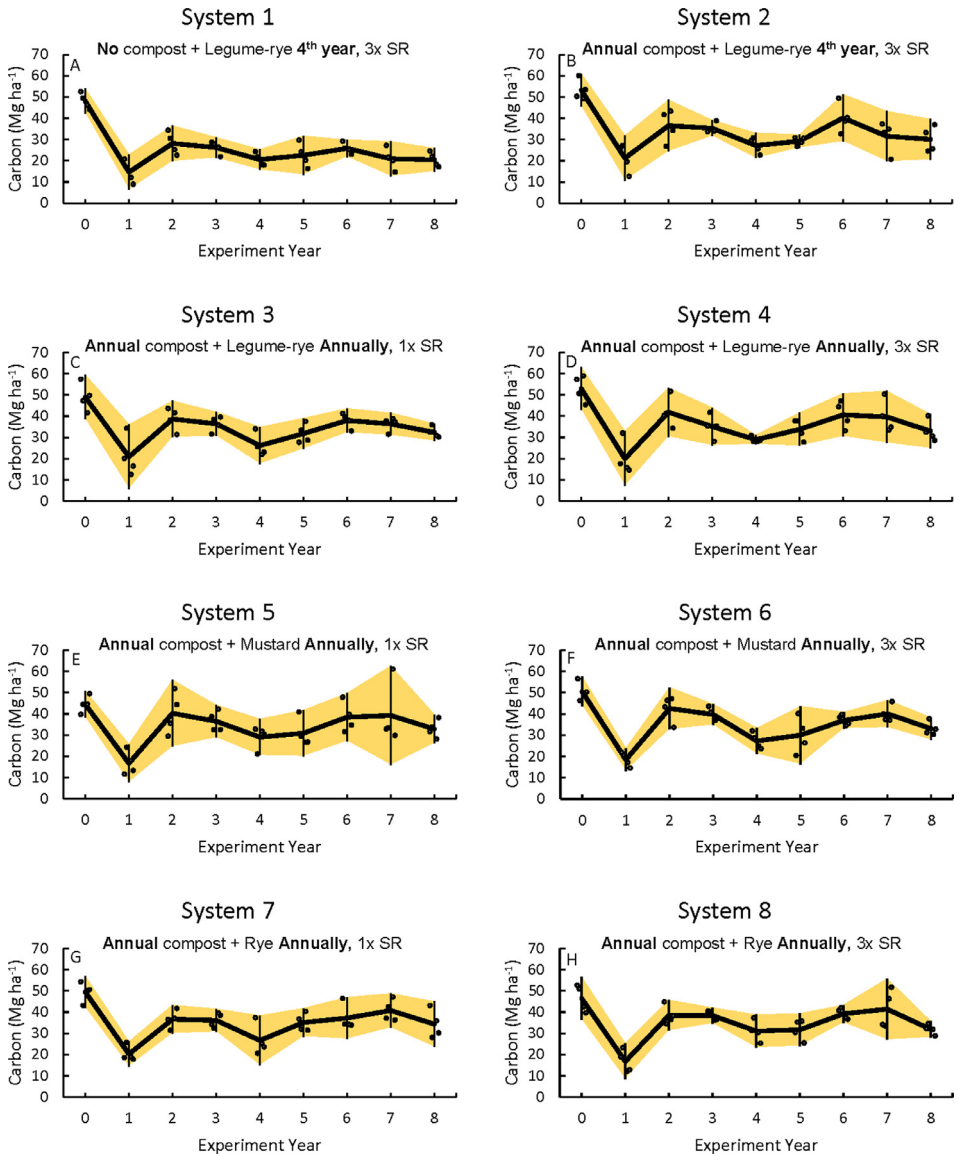 System 1
No compost + Legume-rye 4th year, 3x SR
A
Carbon (Mg ha-1)
70
60
50
40
30
20
10
0
0 1 2 3 4 5 6 7 8
Experiment Year
System 2
Annual compost + Legume-rye 4th year, 3x SR
B
Carbon (Mg ha-1)
70
60
50
40
30
20
10
0
0 1 2 3 4 5 6 7 8
Experiment Year
System 3
Annual compost + Legume-rye Annually, 1x SR
C
Carbon (Mg ha-1)
70
60
50
40
30
20
10
0
0 1 2 3 4 5 6 7 8
Experiment Year
System 4
Annual compost + Legume-rye Annually, 3x SR
D
Carbon (Mg ha-1)
70
60
50
40
30
20
10
0
0 1 2 3 4 5 6 7 8
Experiment Year
System 5
Annual compost + Mustard Annually, 1x SR
E
Carbon (Mg ha-1)
70
60
50
40
30
20
10
0
0 1 2 3 4 5 6 7 8
Experiment Year
System 6
Annual compost + Mustard Annually, 3x SR
F
Carbon (Mg ha-1)
70
60
50
40
30
20
10
0
0 1 2 3 4 5 6 7 8
Experiment Year
System 7
Annual compost + Rye Annually, 1x SR
G
Carbon (Mg ha-1)
70
60
50
40
30
20
10
0
0 1 2 3 4 5 6 7 8
Experiment Year
System 8
Annual compost + Rye Annually, 3x SR
H
Carbon (Mg ha-1)
70
60
50
40
30
20
10
0
0 1 2 3 4 5 6 7 8
Experiment Year